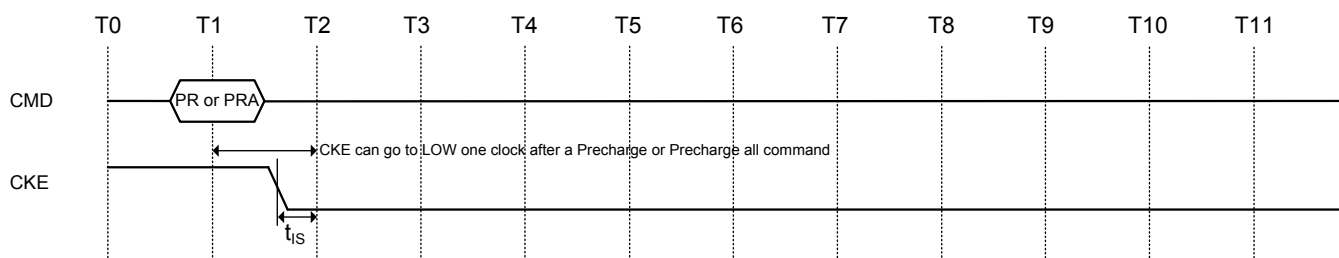 T0 T1 T2 T3 T4 T5 T6 T7 T8 T9 T10 T11
CMD PR or PRA
CKE can go to LOW one clock after a Precharge or Precharge all command
CKE
tIS